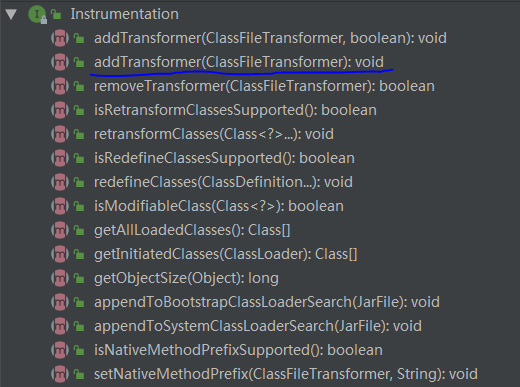 Instrumentation
addTransformer(ClassFileTransformer, boolean): void
addTransformer(ClassFileTransformer): void
removeTransformer(ClassFileTransformer): boolean
isRetransformClassesSupported(): boolean
retransformClasses(Class<?>...): void
isRedefineClassesSupported(): boolean
redefineClasses(ClassDefinition...): void
isModifiableClass(Class<?>): boolean
getAllLoadedClasses(): Class[]
getInitiatedClasses(ClassLoader): Class[]
getObjectSize(Object): long
appendToBootstrapClassLoaderSearch(JarFile): void
appendToSystemClassLoaderSearch(JarFile): void
isNativeMethodPrefixSupported(): boolean
setNativeMethodPrefix(ClassFileTransformer, String): void